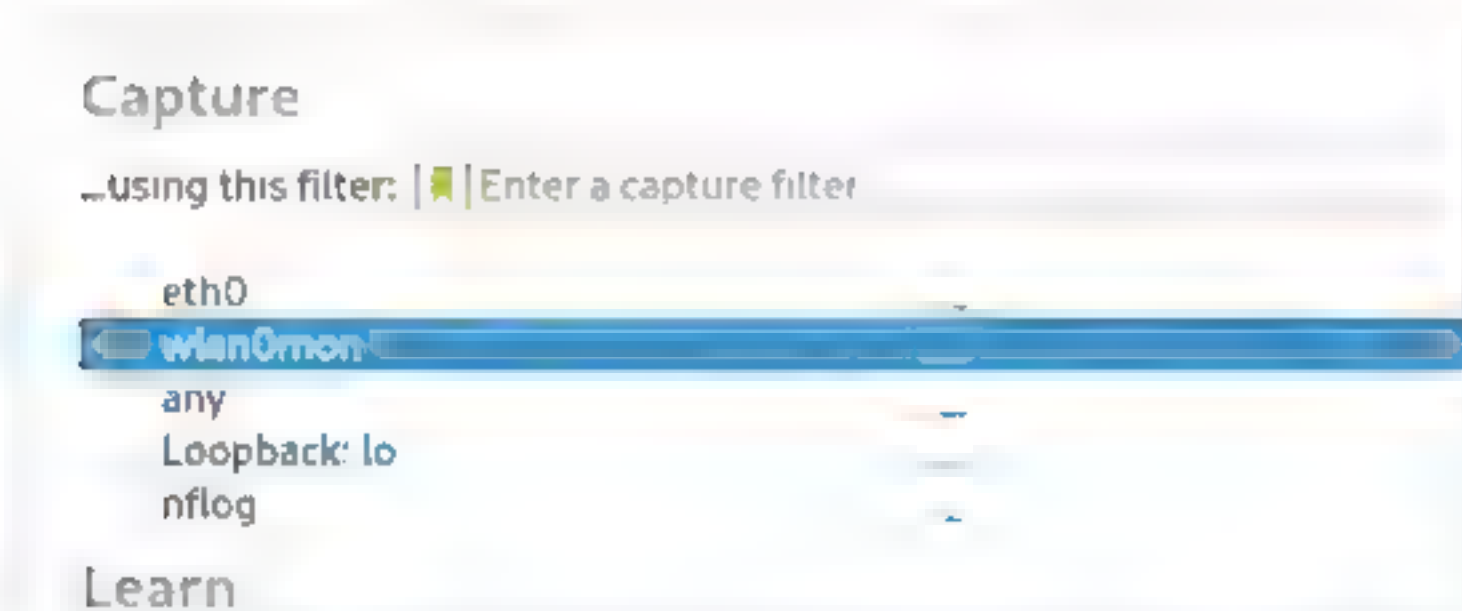 Capture
...using this filter: Enter a capture filter
eth0
wlan0mon
any
Loopback: lo
nflog
Learn